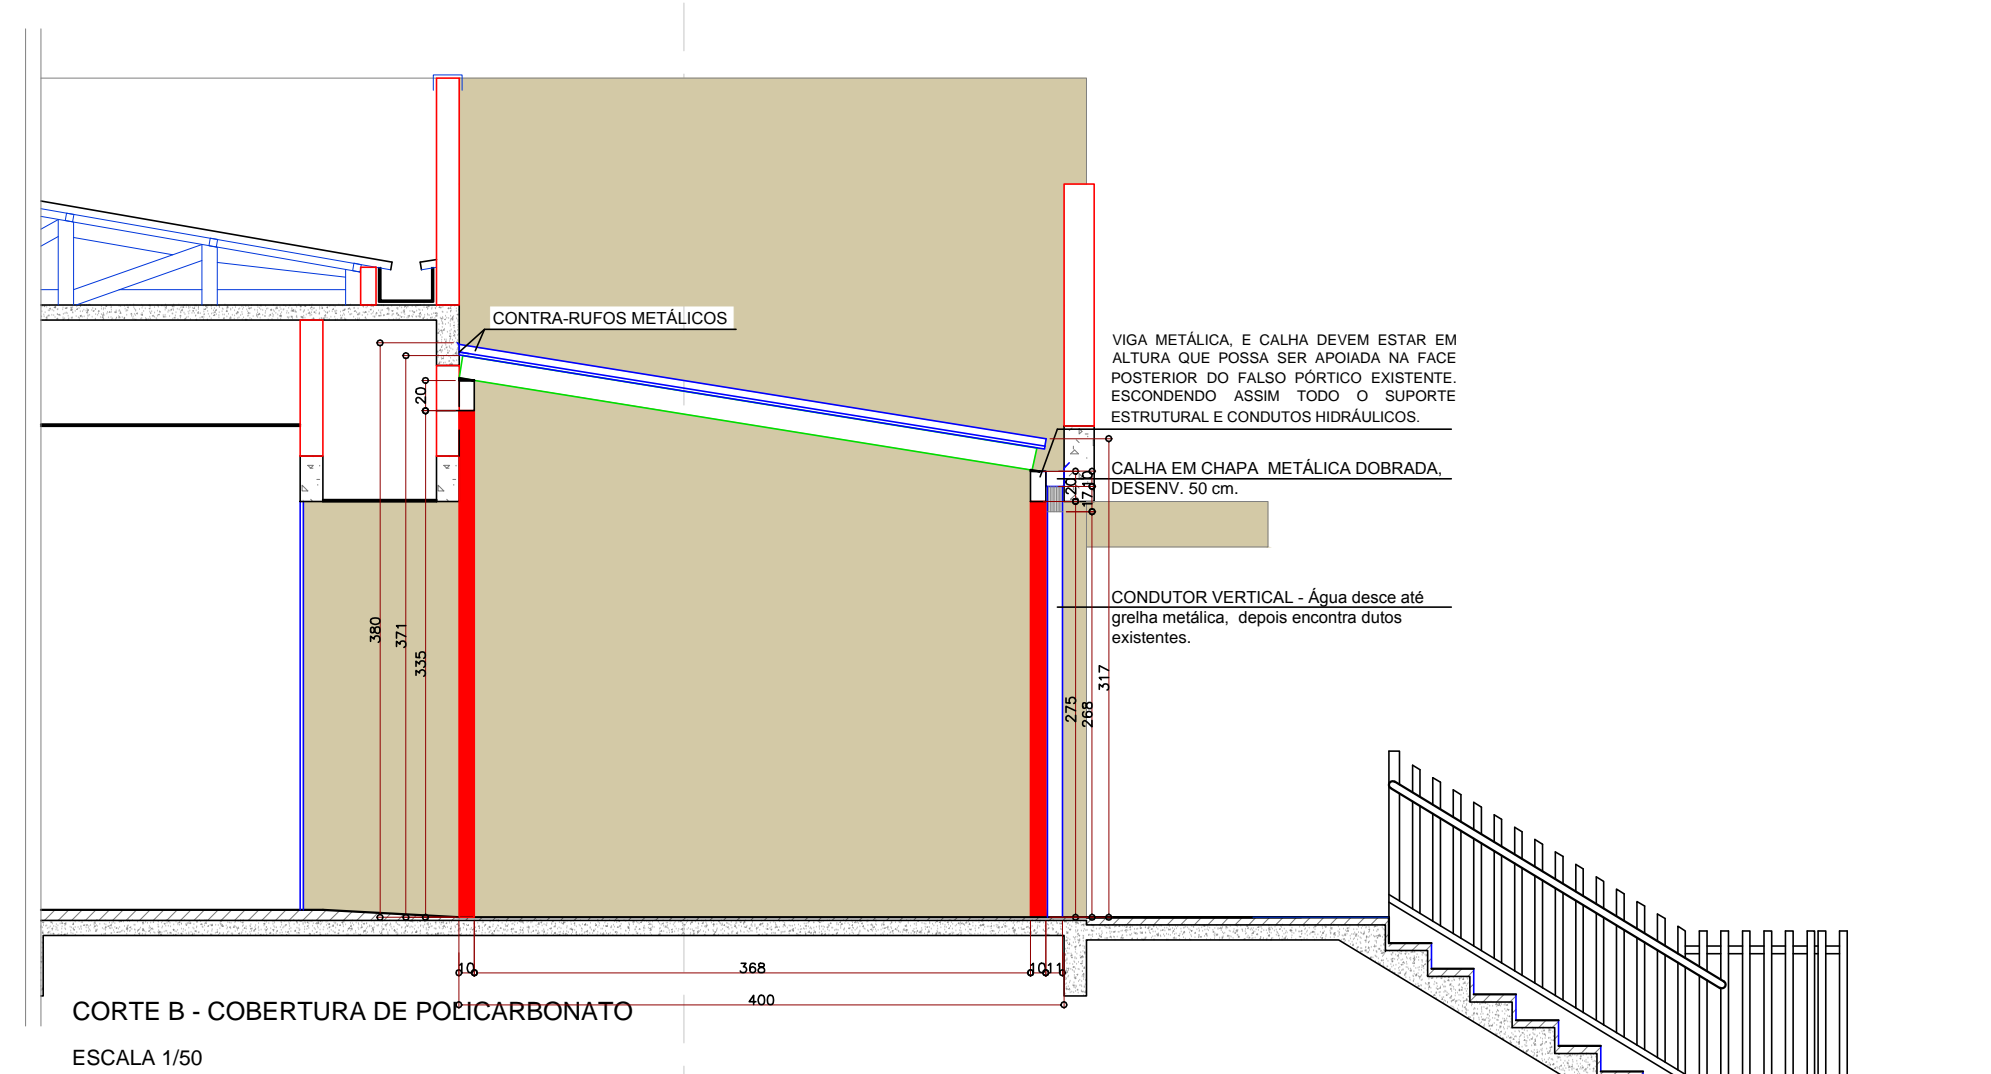 CONTRA-RUFOS METÁLICOS
VIGA METÁLICA, E CALHA DEVEM ESTAR EM
ALTURA QUE POSSA SER APOIADA NA FACE
POSTERIOR DO FALSO PÓRTICO EXISTENTE.
ESCONDENDO ASSIM TODO O SUPORTE
ESTRUTURAL E CONDUTOS HIDRÁULICOS.
20
CALHA EM CHAPA METÁLICA DOBRADA,
DESENV. 50 cm.
20
10
17
CONDUTOR VERTICAL - Água desce até
grelha metálica, depois encontra dutos
existentes.
380
371
335
317
275
268
10
368
10
11
400
CORTE B - COBERTURA DE POLICARBONATO
ESCALA 1/50